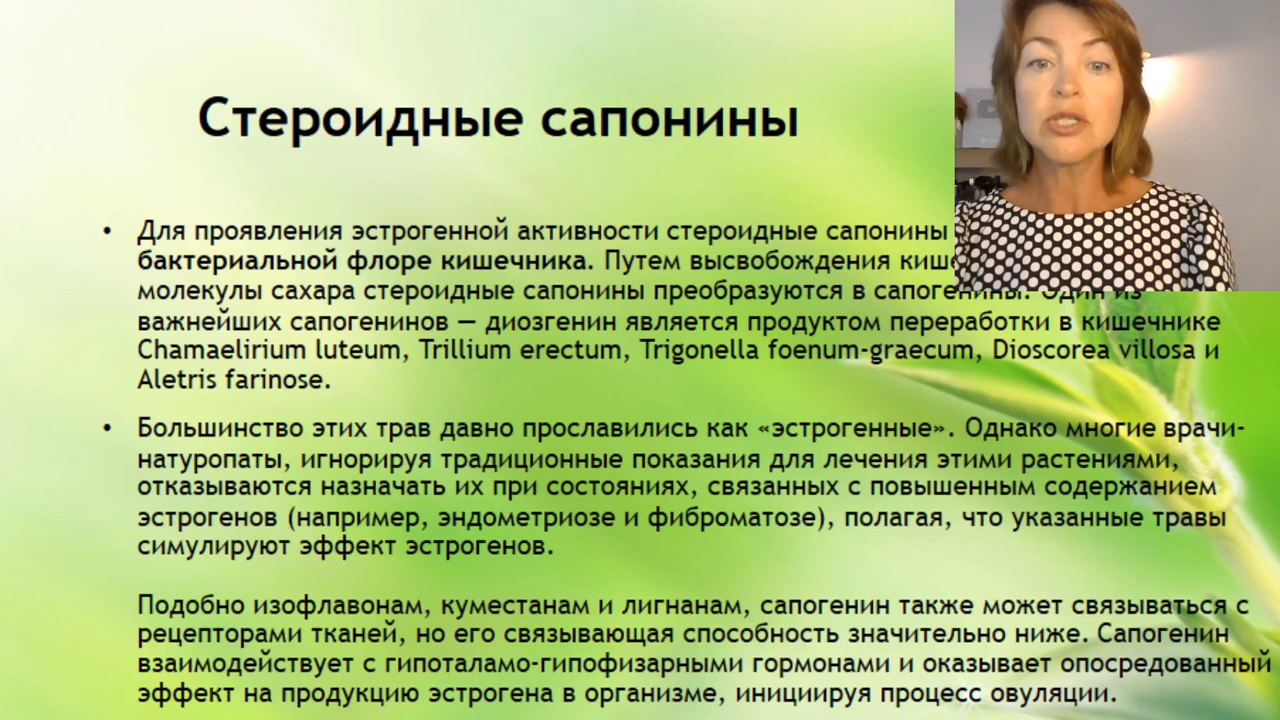 Стероидные сапонины
• Для проявления эстрогенной активности стероидные сапонины
бактериальной флоре кишечника. Путем высвобождения
молекулы сахара стероидные сапонины преобразуются в сапогенины. Один из
важнейших сапогенинов — диозгенин является продуктом переработки в кишечнике
Chamaelirium luteum, Trillium erectum, Trigonella foenum-graecum, Dioscorea villosa и
Aletris farinose.
• Большинство этих трав давно прославились как «эстрогенные». Однако многие врачи-
натуропаты, игнорируя традиционные показания для лечения этими растениями,
отказываются назначать их при состояниях, связанных с повышенным содержанием
эстрогенов (например, эндометриозе и фиброматозе), полагая, что указанные травы
симулируют эффект эстрогенов.
Подобно изофлавонам, куместанам и лигнанам, сапогенин также может связываться с
рецепторами тканей, но его связывающая способность значительно ниже. Сапогенин
взаимодействует с гипоталамо-гипофизарными гормонами и оказывает опосредованный
эффект на продукцию эстрогена в организме, инициируя процесс овуляции.